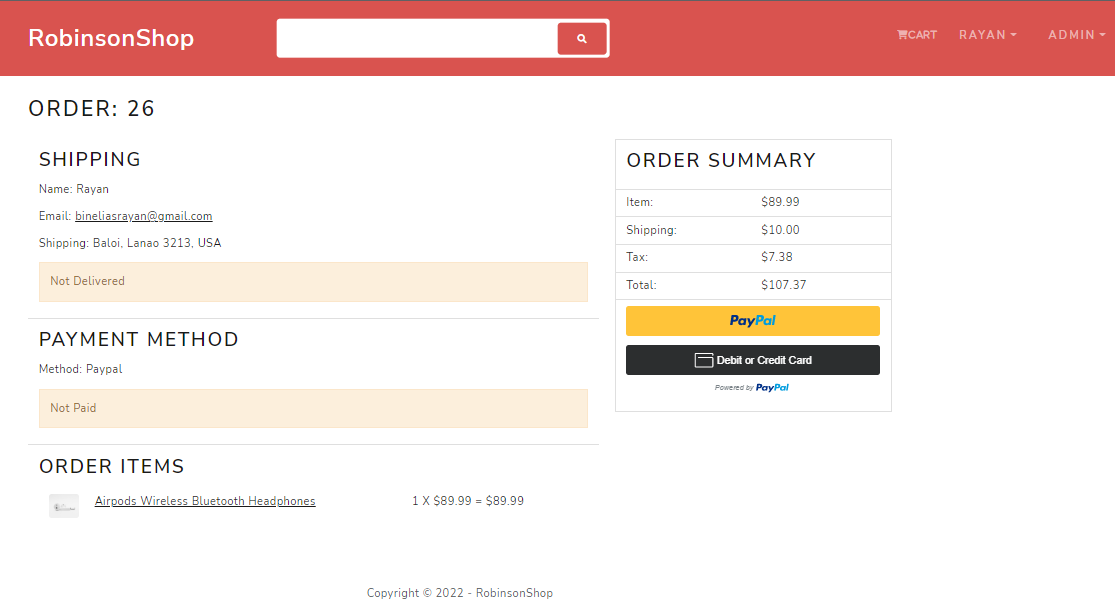 RobinsonShop
CART
RAYAN
ADMIN
ORDER: 26
SHIPPING
Name: Rayan
Email: bineliasrayan@gmail.com
Shipping: Baloi, Lanao 3213, USA
Not Delivered
PAYMENT METHOD
Method: Paypal
Not Paid
ORDER ITEMS
Airpods Wireless Bluetooth Headphones 1 X $89.99 = $89.99
ORDER SUMMARY
Item: $89.99
Shipping: $10.00
Tax: $7.38
Total: $107.37
PayPal
Debit or Credit Card
Powered by PayPal
Copyright © 2022 - RobinsonShop